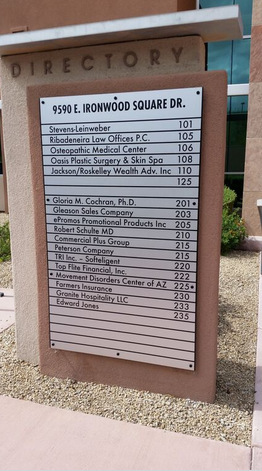 DIRECTORY
9590 E. IRONWOOD SQUARE DR.
Stevens-Leinweber 101
Ribadeneira Law Offices P.C. 105
Osteopathic Medical Center 106
Oasis Plastic Surgery & Skin Spa 108
Jackson/Roskelley Wealth Adv. Inc 110
125
Gloria M. Cochran, Ph.D. 201
Gleason Sales Company 203
ePromos Promotional Products Inc 205
Robert Schulte MD 210
Commercial Plus Group 215
Peterson Company 215
TRI Inc. – Softeligent 220
Top Flite Financial, Inc. 222
Movement Disorders Center of AZ 225
Farmers Insurance 230
Granite Hospitality LLC 233
Edward Jones 235